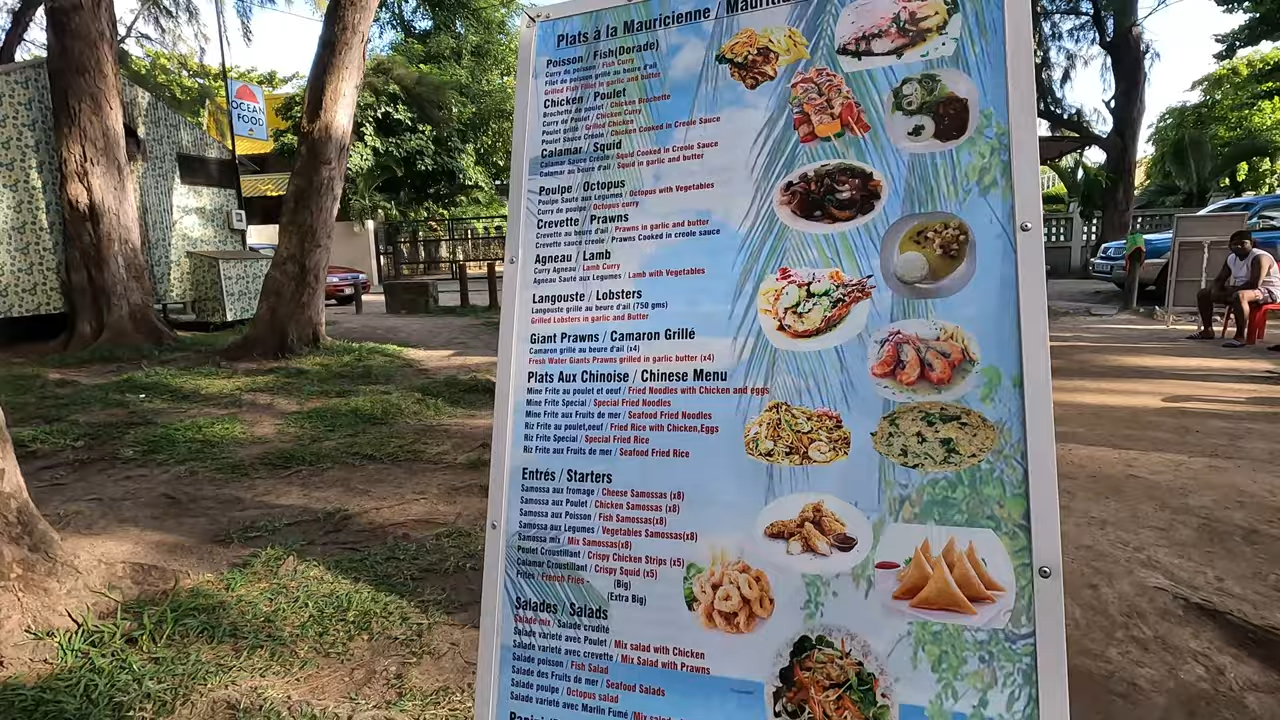 OCEAN
FOOD
Plats à la Mauricienne /
Poisson / Fish(Dorade)
Curry de poisson / Fish Curry
Filet de poisson grillé au beure d'ail
Grilled Fish Fillet in garlic and butter
Chicken / Poulet
Brochette de poulet / Chicken Brochette
Curry de Poulet / Chicken Curry
Poulet grillé / Grilled Chicken
Poulet Sauce Créole / Chicken Cooked in Creole Sauce
Calamar / Squid
Calamar Sauce Créole / Squid Cooked in Creole Sauce
Calamar au beure d'ail / Squid in garlic and butter
Poulpe / Octopus
Poulpe Sauté aux Legumes / Octopus with Vegetables
Curry de poulpe / Octopus curry
Crevette / Prawns
Crevette au beure d'ail / Prawns in garlic and butter
Crevette sauce creole / Prawns Cooked in creole sauce
Agneau / Lamb
Curry Agneau / Lamb Curry
Agneau Sauté aux Legumes / Lamb with Vegetables
Langouste / Lobsters
Langouste grille au beure d'ail (750 gms)
Grilled Lobsters in garlic and Butter
Giant Prawns / Camaron Grillé
Camaron grillé au beure d'ail (x4)
Fresh Water Giants Prawns grilled in garlic butter (x4)
Plats Aux Chinoise / Chinese Menu
Mine Frite au poulet et oeuf / Fried Noodles with Chicken and eggs
Mine Frite Special / Special Fried Noodles
Mine Frite aux Fruits de mer / Seafood Fried Noodles
Riz Frite au poulet,oeuf / Fried Rice with Chicken,Eggs
Riz Frite Special / Special Fried Rice
Riz Frite aux Fruits de mer / Seafood Fried Rice
Entrés / Starters
Samossa aux fromage / Cheese Samossas (x8)
Samossa aux Poulet / Chicken Samossas (x8)
Samossa aux Poisson / Fish Samossas(x8)
Samossa aux Legumes / Vegetables Samossas(x8)
Samossa mix / Mix Samossas(x8)
Poulet Croustillant / Crispy Chicken Strips (x5)
Calamar Croustillant / Crispy Squid (x5)
Frites / French Fries - (Big)
(Extra Big)
Salades / Salads
Salade mix / Salade crudité
Salade varieté avec Poulet / Mix salad with Chicken
Salade varieté avec crevette / Mix Salad with Prawns
Salade poisson / Fish Salad
Salade des Fruits de mer / Seafood Salads
Salade poulpe / Octopus salad
Salade varieté avec Marlin Fumé /Mix